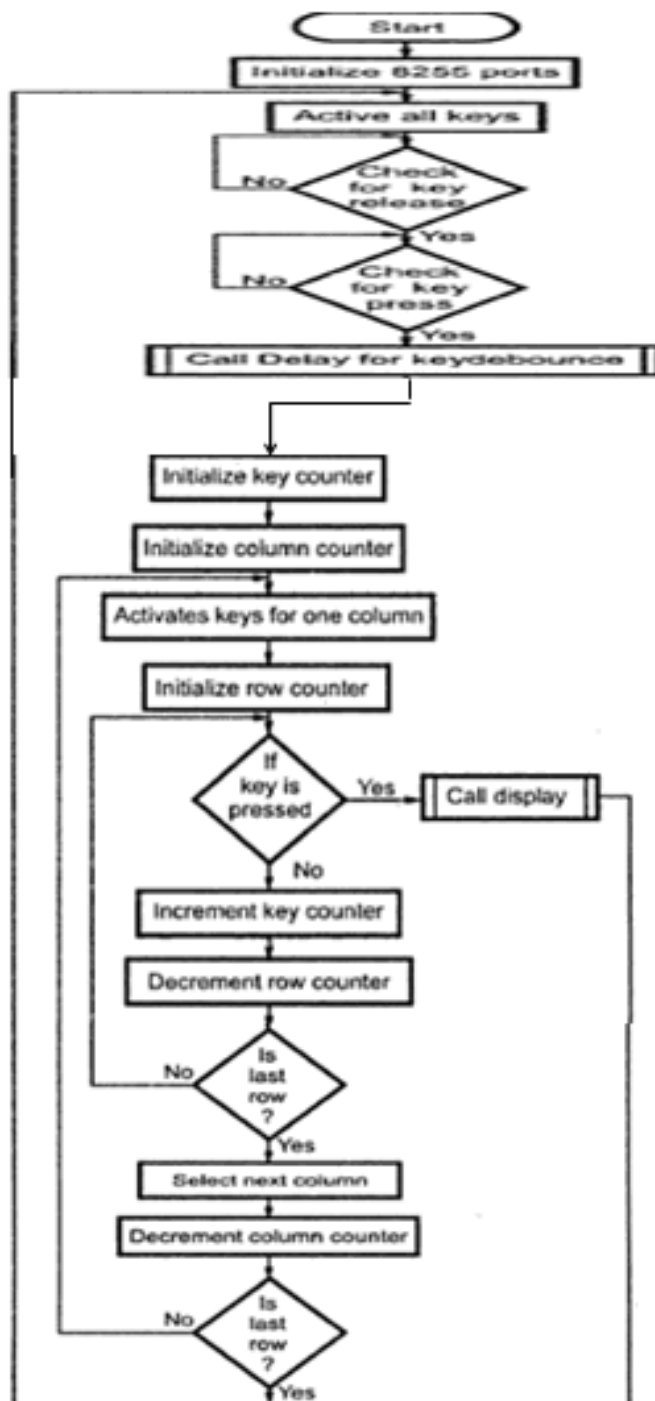 Start
Initialize 8255 ports
Active all keys
Check
for key
release
No
Yes
Check
for key
press
No
Yes
Call Delay for keydebounce
Initialize key counter
Initialize column counter
Activates keys for one column
Initialize row counter
If
key is
pressed
Yes
Call display
No
Increment key counter
Decrement row counter
Is
last
row
?
No
Yes
Select next column
Decrement column counter
Is
last
row
?
No
Yes